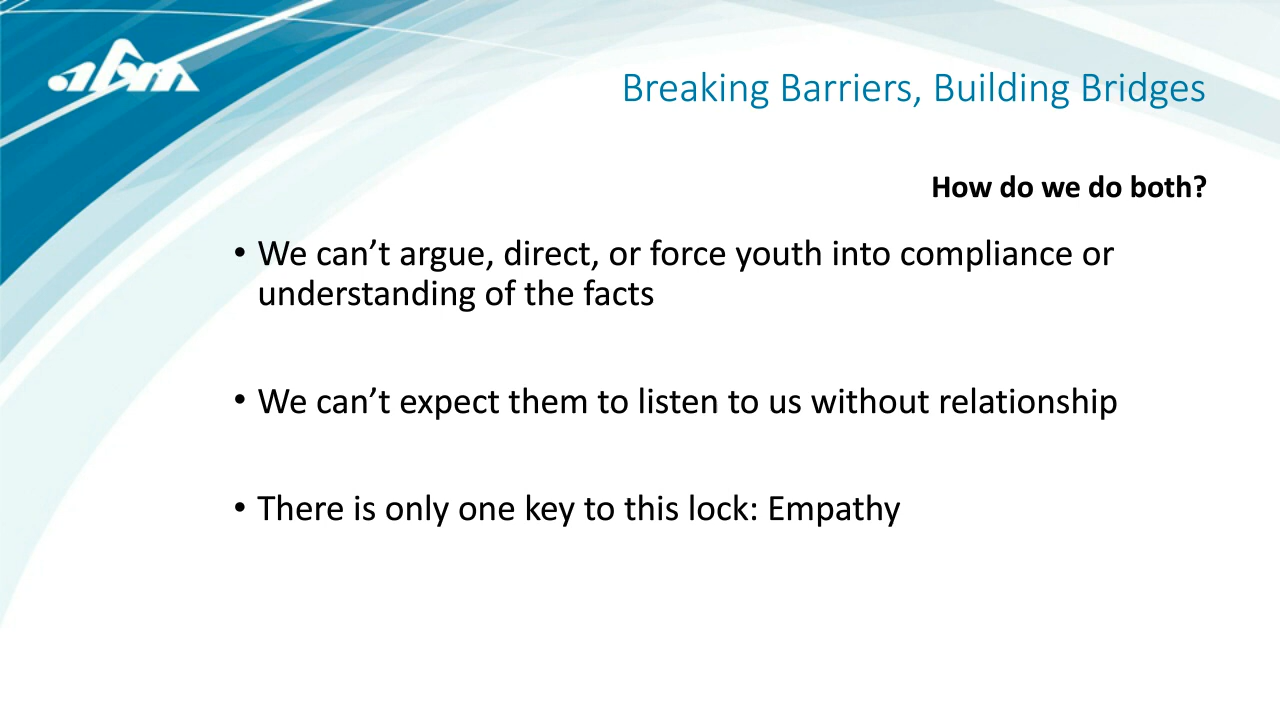 abm
Breaking Barriers, Building Bridges
How do we do both?
• We can’t argue, direct, or force youth into compliance or
understanding of the facts
• We can’t expect them to listen to us without relationship
• There is only one key to this lock: Empathy